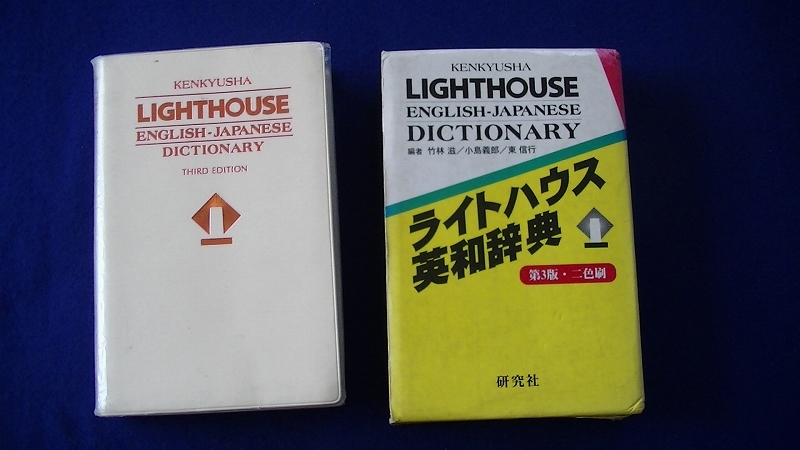 KENKYUSHA
LIGHTHOUSE
ENGLISH-JAPANESE
DICTIONARY
THIRD EDITION
KENKYUSHA
LIGHTHOUSE
ENGLISH-JAPANESE
DICTIONARY
編者 竹林 滋／小島義郎／東 信行
ライトハウス
英和辞典
第3版・二色刷
研究社